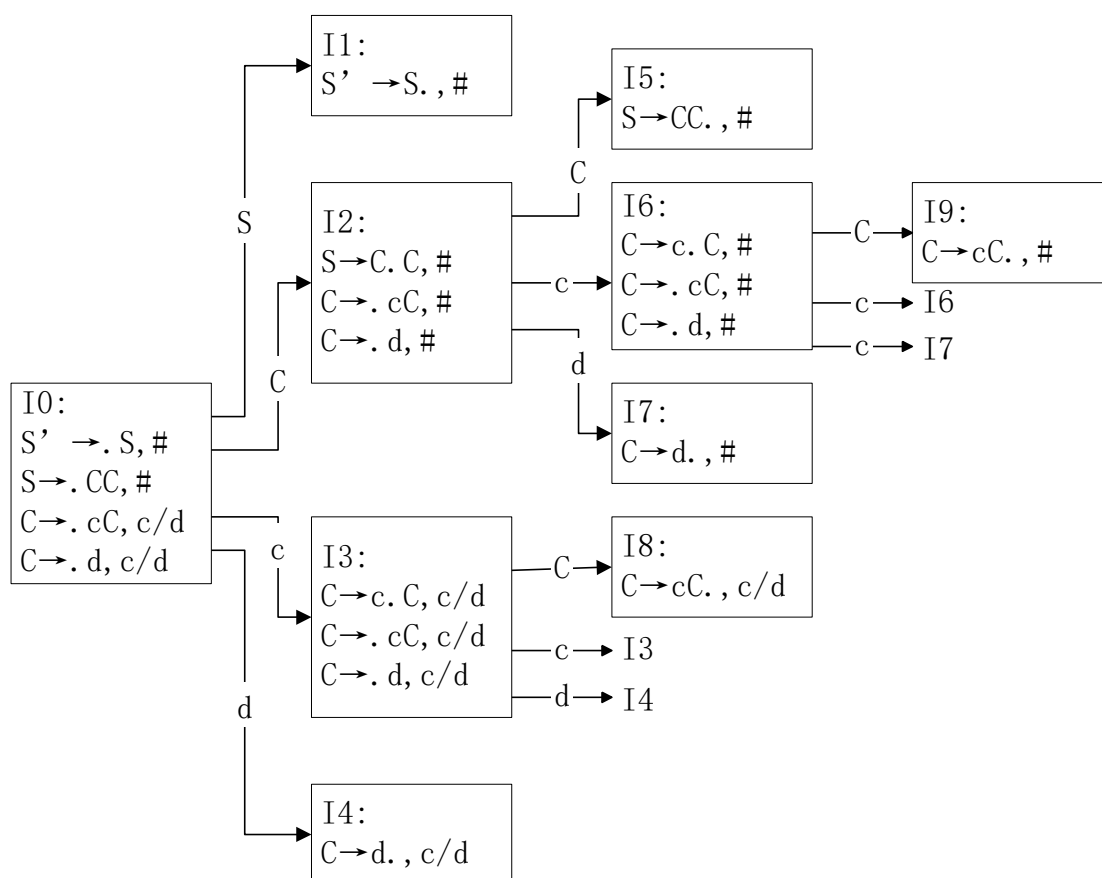 I1:
S’ →S.,#
I5:
S→CC.,#
S
C
I2:
S→C.C,#
C→.cC,#
C→.d,#
c
d
I6:
C→c.C,#
C→.cC,#
C→.d,#
C
I9:
C→cC.,#
c
I6
c
I7
I7:
C→d.,#
C
I0:
S’ →.S,#
S→.CC,#
C→.cC,c/d
C→.d,c/d
c
d
I3:
C→c.C,c/d
C→.cC,c/d
C→.d,c/d
C
I8:
C→cC.,c/d
c
I3
d
I4
I4:
C→d.,c/d